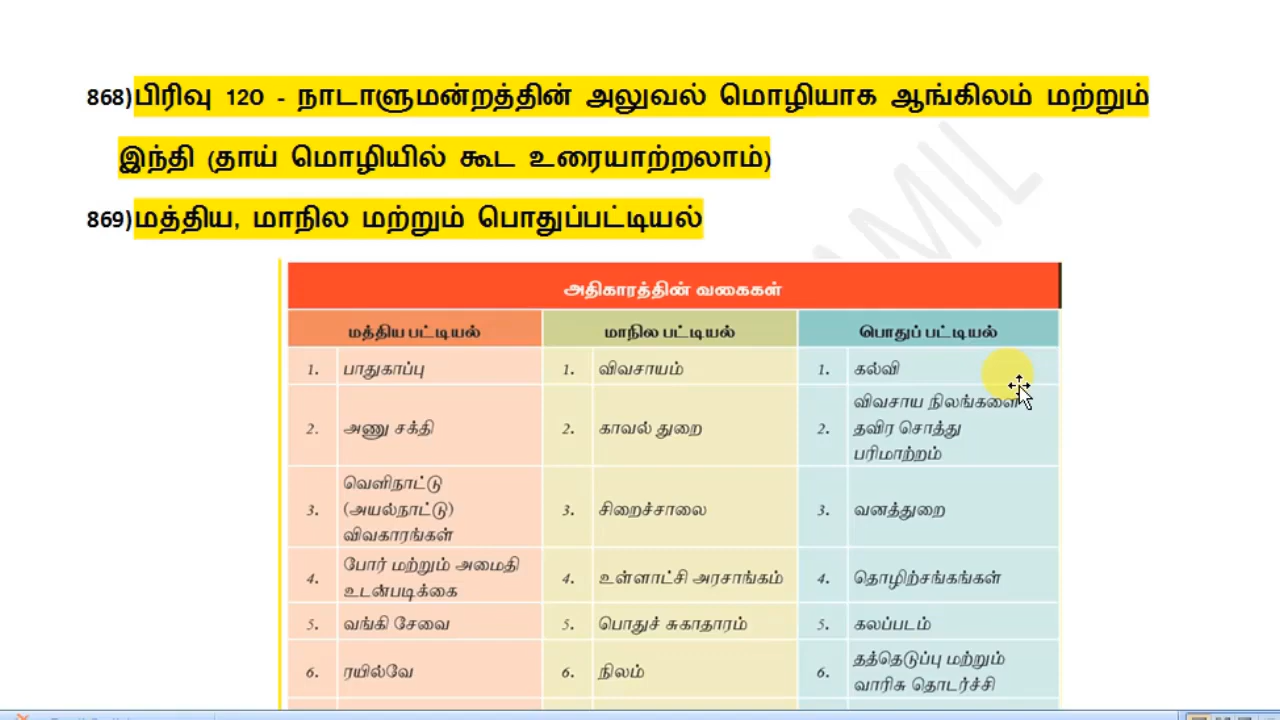 868) பிரிவு 120 - நாடாளுமன்றத்தின் அலுவல் மொழியாக ஆங்கிலம் மற்றும்
இந்தி (தாய் மொழியில் கூட உரையாற்றலாம்)
869) மத்திய, மாநில மற்றும் பொதுப்பட்டியல்
அதிகாரத்தின் வகைகள்
மத்திய பட்டியல் மாநில பட்டியல் பொதுப் பட்டியல்
1. பாதுகாப்பு 1. விவசாயம் 1. கல்வி
2. அணு சக்தி 2. காவல் துறை 2. விவசாய நிலங்களை
தவிர சொத்து
பரிமாற்றம்
3. வெளிநாட்டு
(அயல்நாட்டு)
விவகாரங்கள் 3. சிறைச்சாலை 3. வனத்துறை
4. போர் மற்றும் அமைதி
உடன்படிக்கை 4. உள்ளாட்சி அரசாங்கம் 4. தொழிற்சங்கங்கள்
5. வங்கி சேவை 5. பொதுச் சுகாதாரம் 5. கலப்படம்
6. ரயில்வே 6. நிலம் 6. தத்தெடுப்பு மற்றும்
வாரிசு தொடர்ச்சி